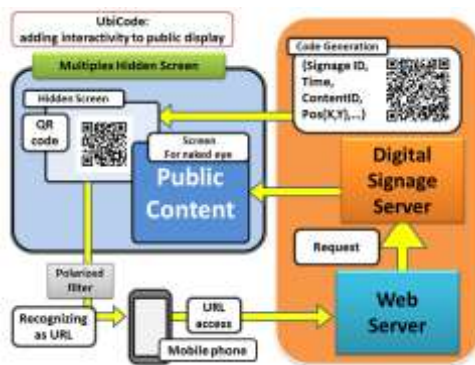 UbiCode:
adding interactivity to public display
Multiplex Hidden Screen
Hidden Screen
QR
code
Screen
For naked eye
Public
Content
Code Generation
(Signage ID,
Time,
ContentID,
Pos(X,Y),...)
Digital
Signage
Server
Request
Web
Server
Polarized
filter
Recognizing
as URL
URL
access
Mobile phone